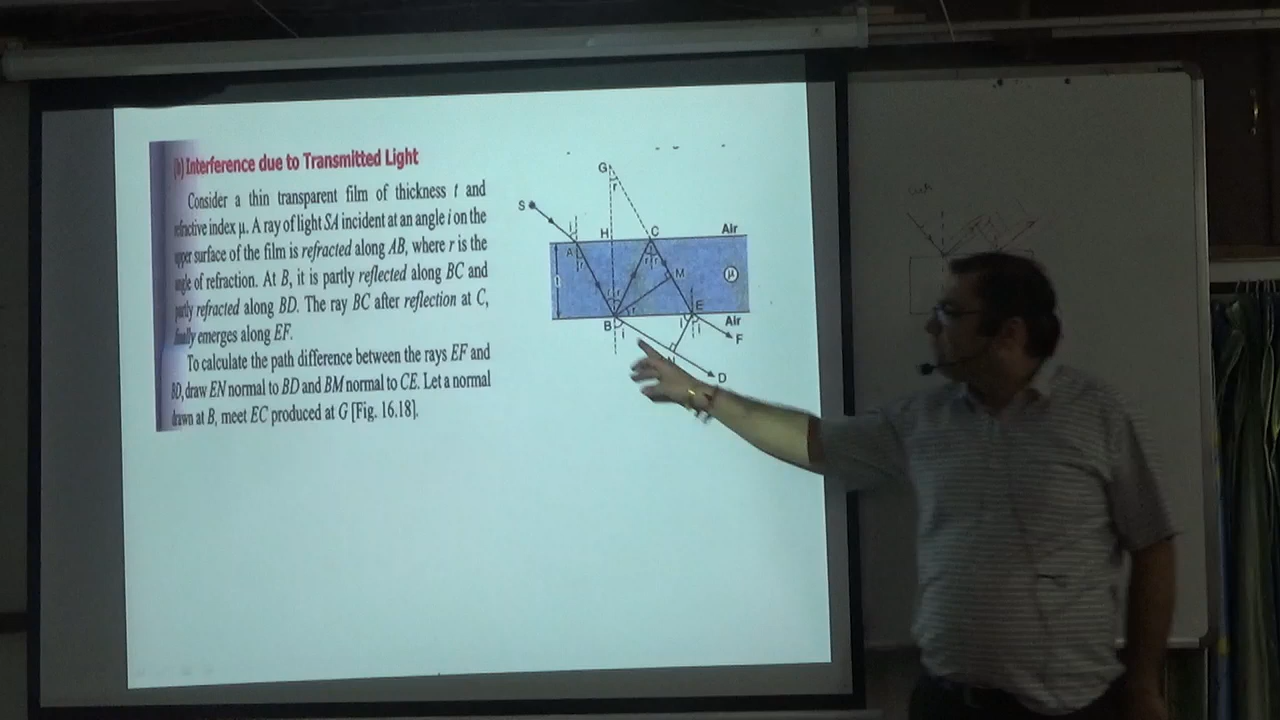 (b) Interference due to Transmitted Light
Consider a thin transparent film of thickness t and
refractive index μ. A ray of light SA incident at an angle i on the
upper surface of the film is refracted along AB, where r is the
angle of refraction. At B, it is partly reflected along BC and
partly refracted along BD. The ray BC after reflection at C,
finally emerges along EF.
To calculate the path difference between the rays EF and
BD, draw EN normal to BD and BM normal to CE. Let a normal
drawn at B, meet EC produced at G [Fig. 16.18].
G
r
S
i
H
C
Air
A
r
r r
M
μ
t
r
r
E
B
i
i
i
Air
F
N
D